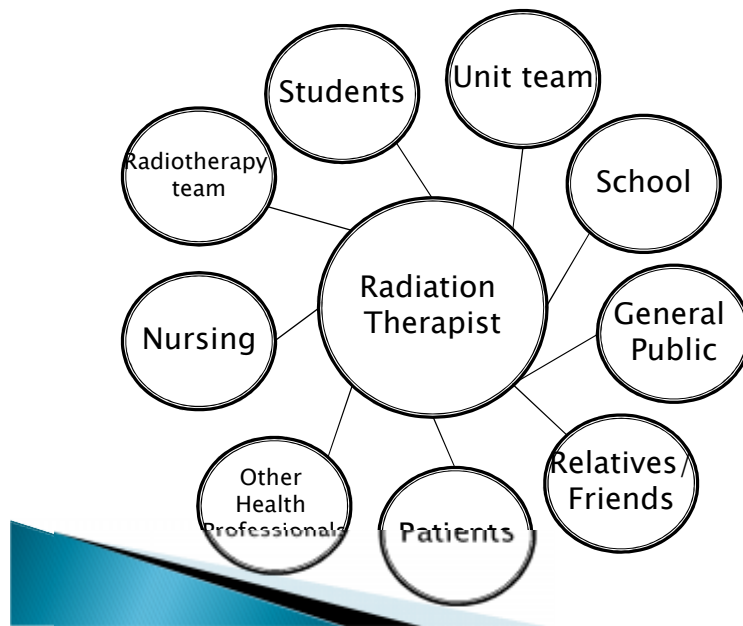 Students
Unit team
Radiotherapy
team
School
Radiation
Therapist
General
Public
Nursing
Relatives /
Friends
Other
Health
Professionals
Patients